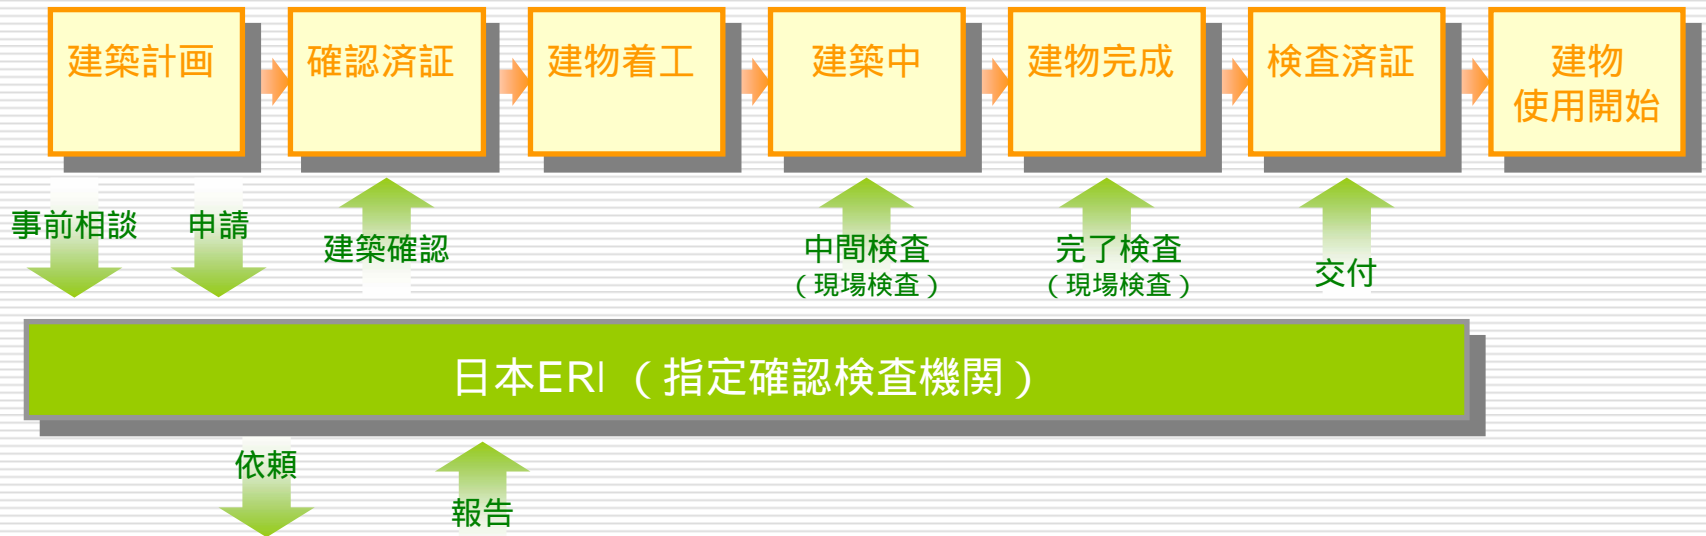 建築計画
確認済証
建物着工
建築中
建物完成
検査済証
建物
使用開始
事前相談
申請
建築確認
中間検査
（現場検査）
完了検査
（現場検査）
交付
日本ERI （指定確認検査機関）
依頼
報告